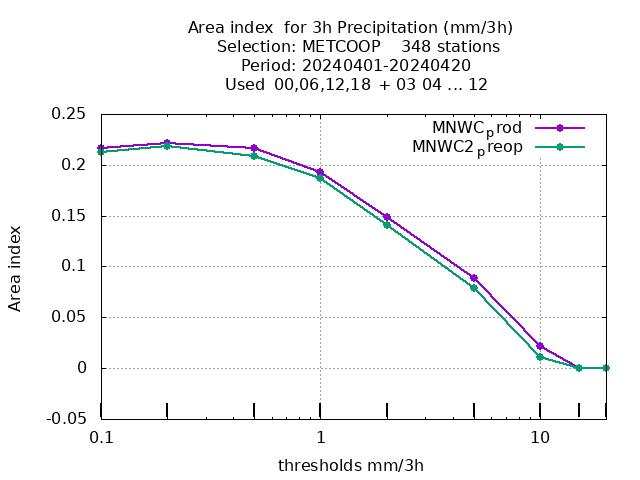 Area index  for 3h Precipitation (mm/3h)
Selection: METCOOP    348 stations
Period: 20240401-20240420
Used  00,06,12,18 + 03 04 ... 12
MNWCprod
MNWC2preop
0.25
0.2
0.15
0.1
0.05
0
-0.05
Area index
0.1
1
10
thresholds mm/3h